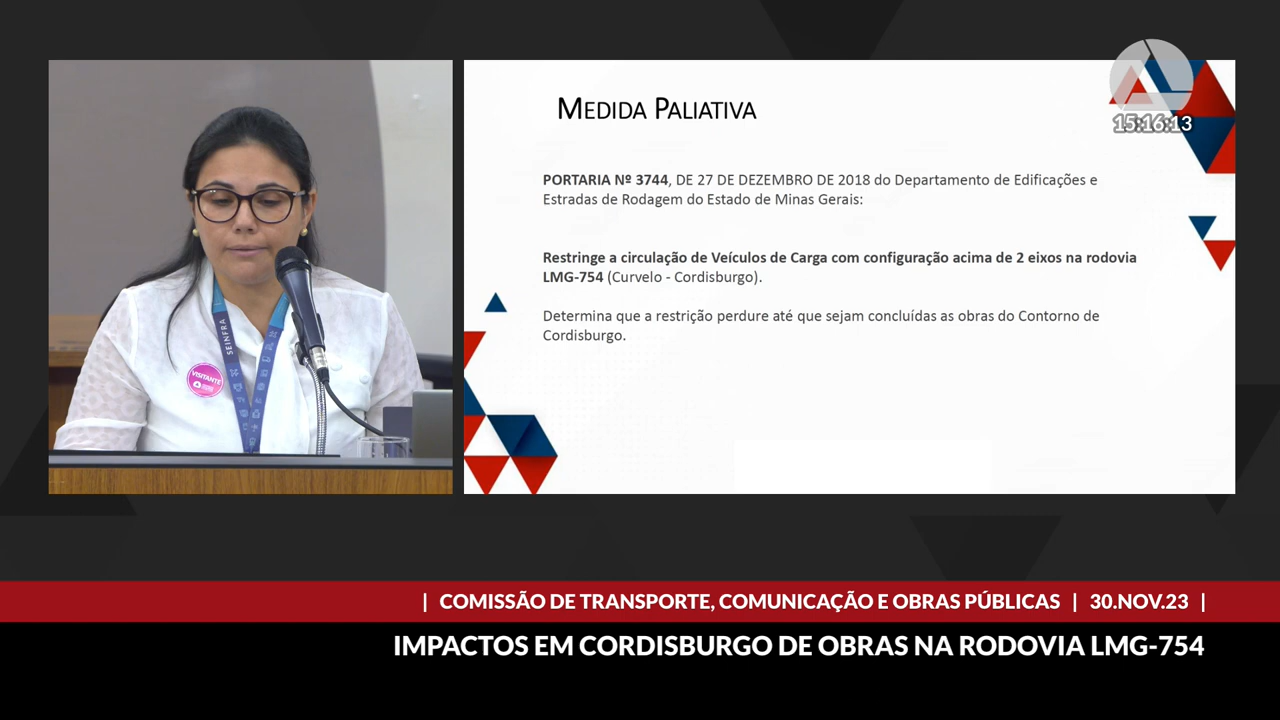 MEDIDA PALIATIVA
15:16:13
PORTARIA Nº 3744, DE 27 DE DEZEMBRO DE 2018 do Departamento de Edificações e
Estradas de Rodagem do Estado de Minas Gerais:
Restringe a circulação de Veículos de Carga com configuração acima de 2 eixos na rodovia
LMG-754 (Curvelo - Cordisburgo).
Determina que a restrição perdure até que sejam concluídas as obras do Contorno de
Cordisburgo.
SEINFRA
VISITANTE
| COMISSÃO DE TRANSPORTE, COMUNICAÇÃO E OBRAS PÚBLICAS | 30.NOV.23 |
IMPACTOS EM CORDISBURGO DE OBRAS NA RODOVIA LMG-754